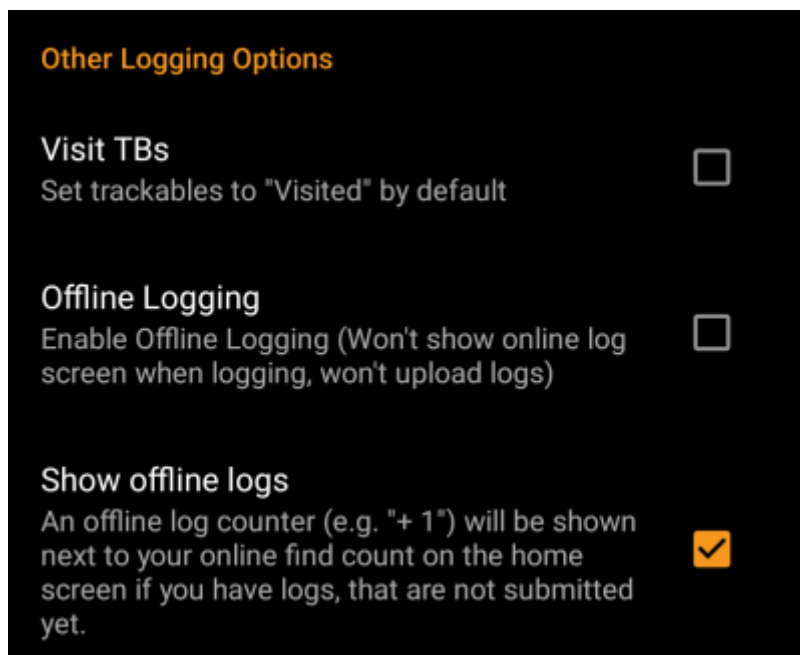 Other Logging Options
Visit TBs
Set trackables to "Visited" by default
Offline Logging
Enable Offline Logging (Won't show online log
screen when logging, won't upload logs)
Show offline logs
An offline log counter (e.g. "+ 1") will be shown
next to your online find count on the home
screen if you have logs, that are not submitted
yet.